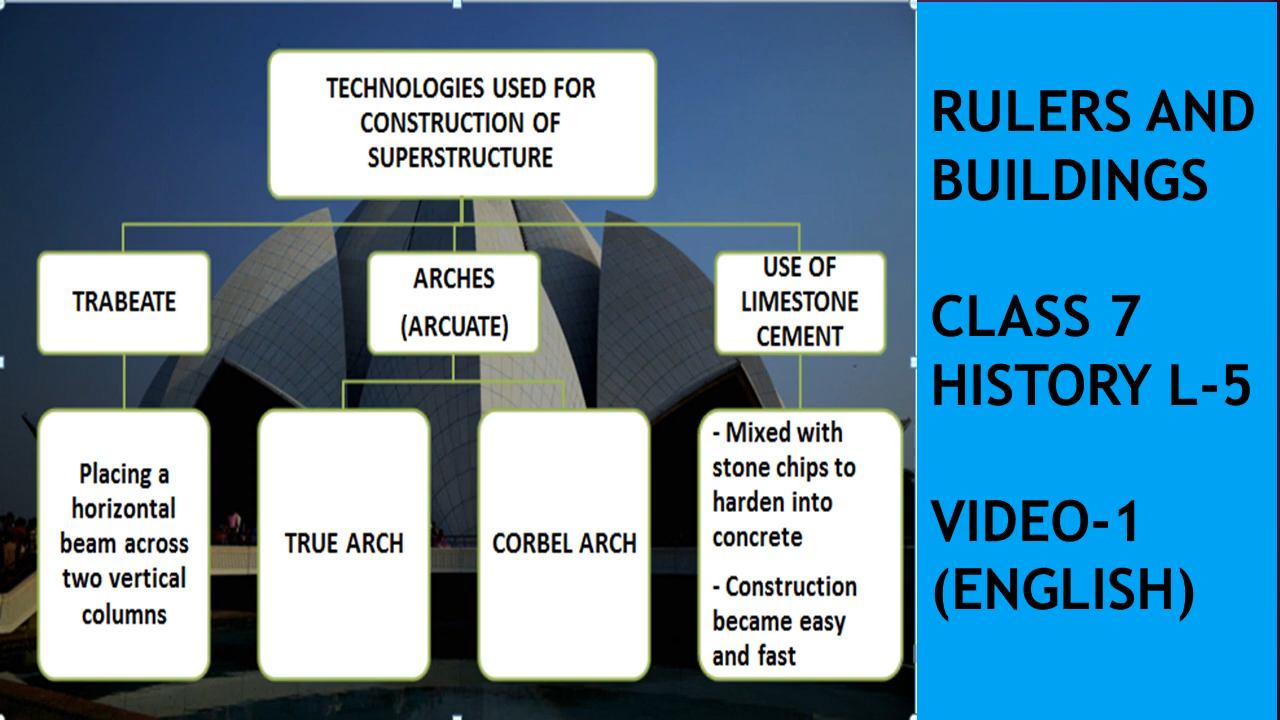 TECHNOLOGIES USED FOR
CONSTRUCTION OF
SUPERSTRUCTURE
TRABEATE
ARCHES
(ARCUATE)
USE OF
LIMESTONE
CEMENT
Placing a
horizontal
beam across
two vertical
columns
TRUE ARCH
CORBEL ARCH
- Mixed with
stone chips to
harden into
concrete
- Construction
became easy
and fast
RULERS AND
BUILDINGS
CLASS 7
HISTORY L-5
VIDEO-1
(ENGLISH)